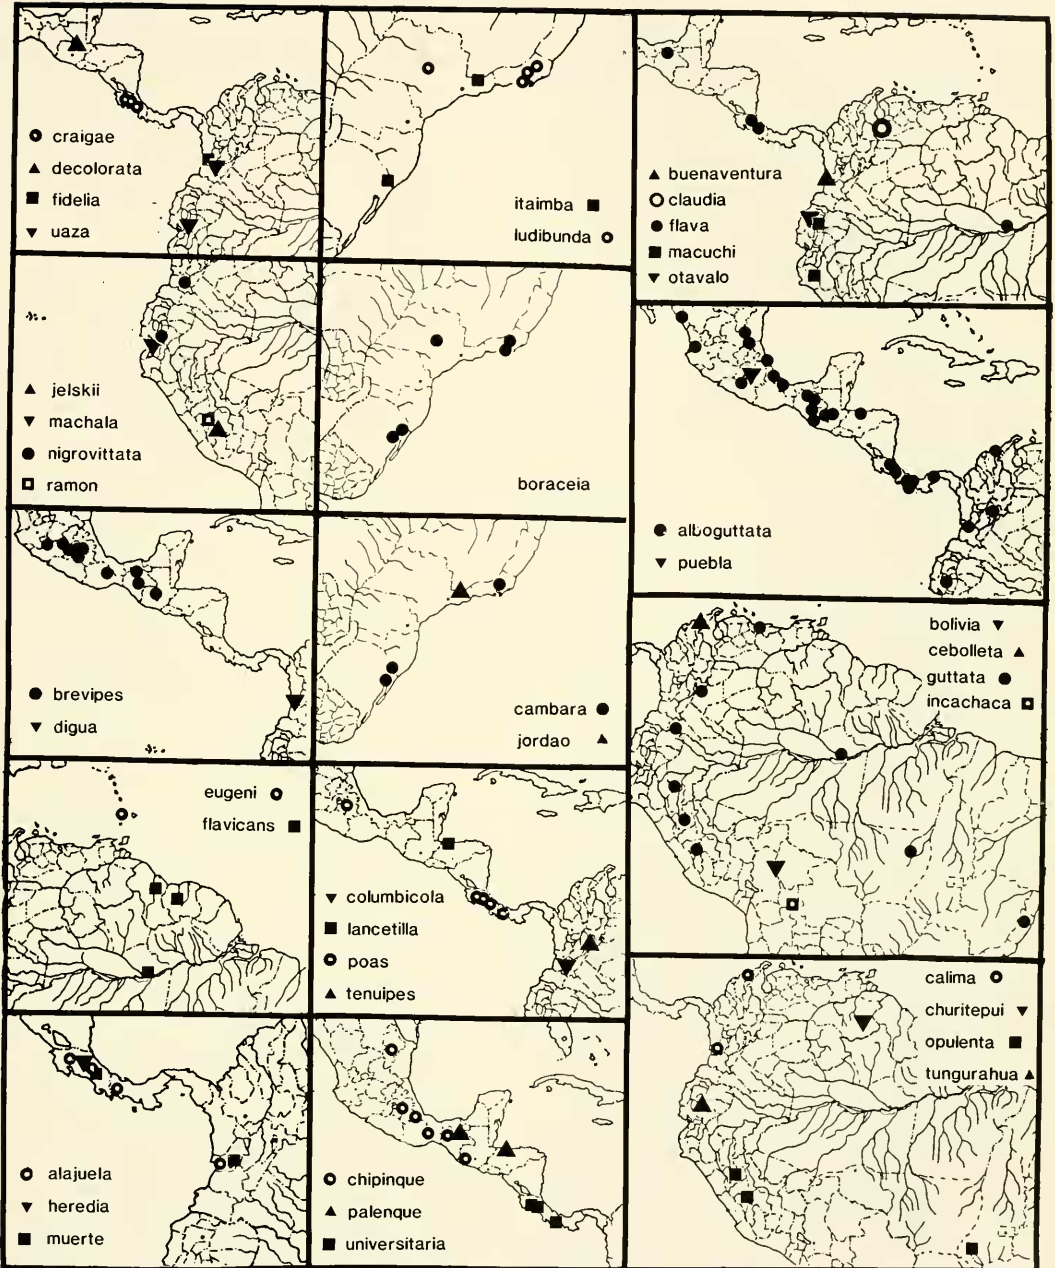 craigae
decolorata
fidelia
uaza
itaimba
ludibunda
buenaventura
claudia
flava
macuchi
otavalo
jelskii
machala
nigrovittata
ramon
boraceia
alboguttata
puebla
brevipes
digua
cambara
jordao
bolivia
cebolleta
guttata
incachaca
eugeni
flavicans
columbicola
lancetilla
poas
tenuipes
calima
churitepui
opulenta
tungurahua
alajuela
heredia
muerte
chipinque
palenque
universitaria